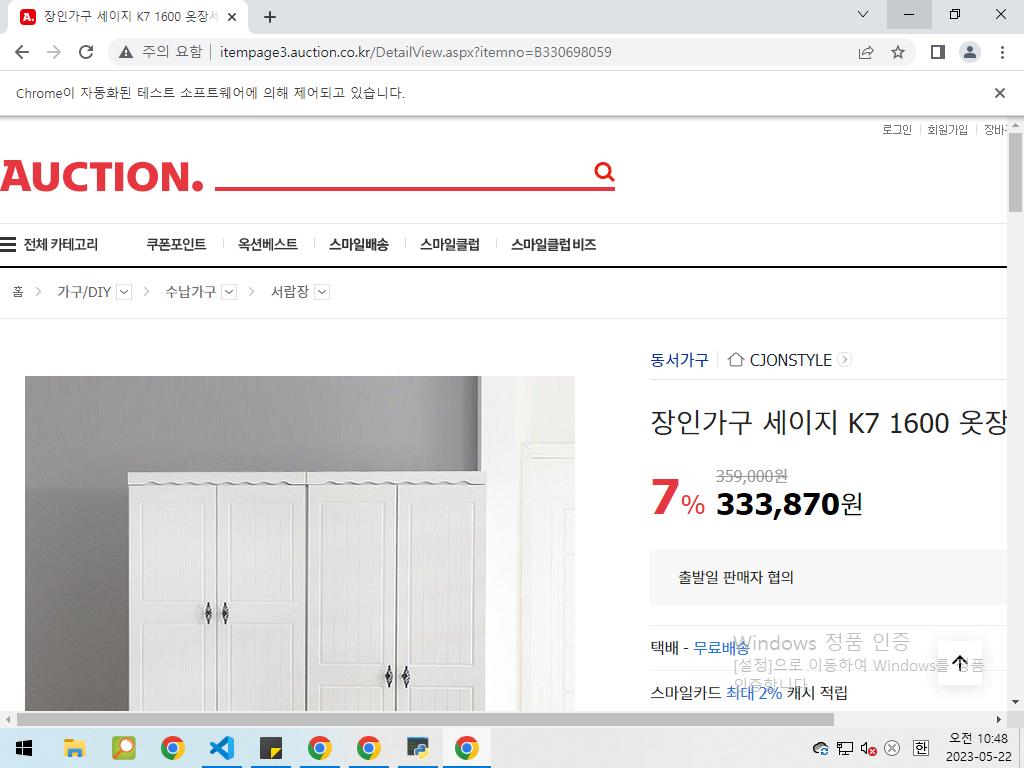 장인가구 세이지 K7 1600 옷장세
주의 요함
itempage3.auction.co.kr/DetailView.aspx?itemno=B330698059
Chrome이 자동화된 테스트 소프트웨어에 의해 제어되고 있습니다.
로그인 회원가입 장바구
AUCTION.
전체 카테고리 쿠폰포인트 옥션베스트 스마일배송 스마일클럽 스마일클럽 비즈
홈 가구/DIY 수납가구 서랍장
동서가구 CJONSTYLE
장인가구 세이지 K7 1600 옷장
7% 359,000원
333,870원
출발일 판매자 협의
택배 - 무료배송
Windows 정품 인증
[설정]으로 이동하여 Windows를 정품
인증합니다.
스마일카드 최대 2% 캐시 적립
한
오전 10:48
2023-05-22